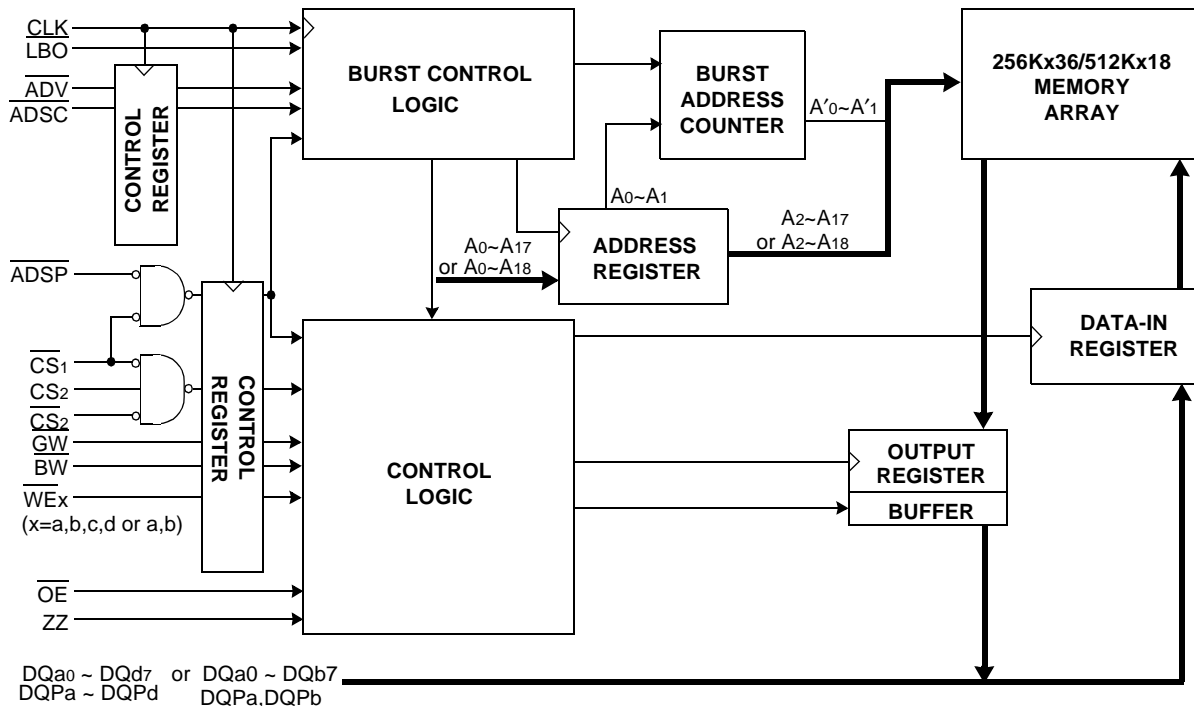 CLK
LBO
ADV
ADSC
CONTROL
REGISTER
BURST CONTROL
LOGIC
BURST
ADDRESS
COUNTER
A′0~A′1
256Kx36/512Kx18
MEMORY
ARRAY
A0~A1
A0~A17
or A0~A18
ADDRESS
REGISTER
A2~A17
or A2~A18
ADSP
CS1
CS2
CS2
GW
BW
WEx
(x=a,b,c,d or a,b)
OE
ZZ
CONTROL
REGISTER
CONTROL
LOGIC
DATA-IN
REGISTER
OUTPUT
REGISTER
BUFFER
DQa0 ~ DQd7 or DQa0 ~ DQb7
DQPa ~ DQPd DQPa,DQPb